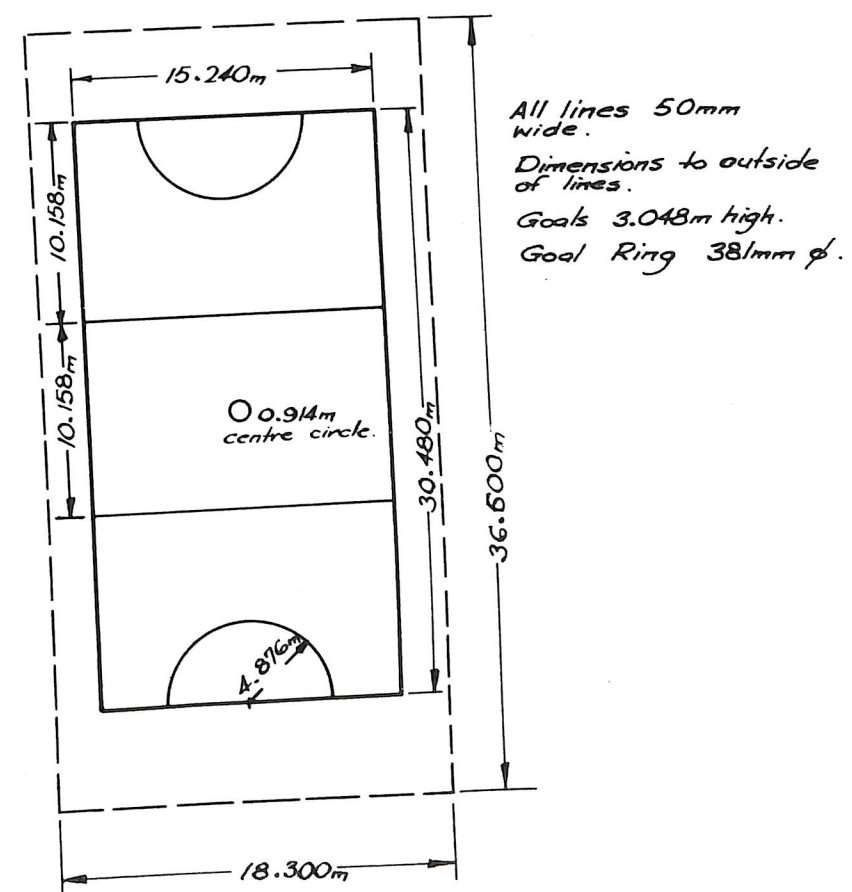 15.240m
All lines 50mm
wide.
Dimensions to outside
of lines.
Goals 3.048m high.
Goal Ring 381mm ø.
10.158m
10.158m
0.914m
centre circle.
30.480m
36.600m
4.876m
18.300m